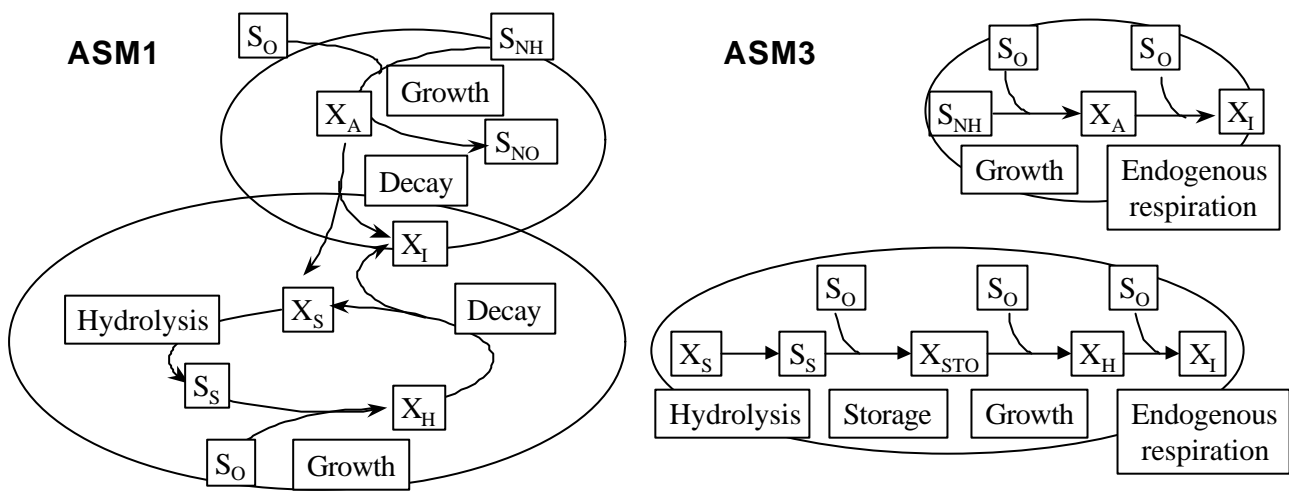 ASM1
S_O
S_NH
Growth
X_A
S_NO
Decay
X_I
X_S
Hydrolysis
Decay
S_S
X_H
S_O
Growth
ASM3
S_O
S_O
S_NH
X_A
X_I
Growth
Endogenous
respiration
S_O
S_O
S_O
X_S
S_S
X_STO
X_H
X_I
Hydrolysis
Storage
Growth
Endogenous
respiration